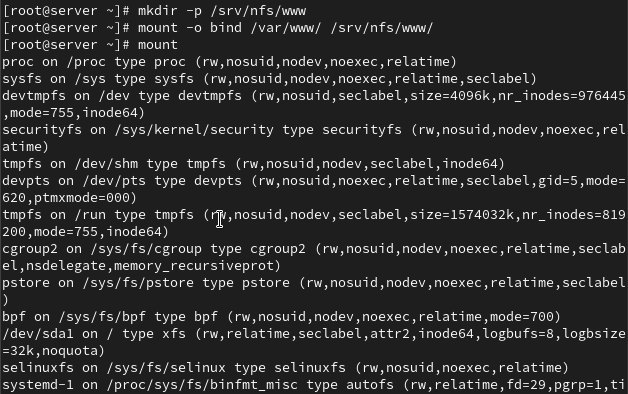 [root@server ~]# mkdir -p /srv/nfs/www
[root@server ~]# mount -o bind /var/www/ /srv/nfs/www/
[root@server ~]# mount
proc on /proc type proc (rw,nosuid,nodev,noexec,relatime)
sysfs on /sys type sysfs (rw,nosuid,nodev,noexec,relatime,seclabel)
devtmpfs on /dev type devtmpfs (rw,nosuid,seclabel,size=4096k,nr_inodes=976445
,mode=755,inode64)
securityfs on /sys/kernel/security type securityfs (rw,nosuid,nodev,noexec,rel
atime)
tmpfs on /dev/shm type tmpfs (rw,nosuid,nodev,seclabel,inode64)
devpts on /dev/pts type devpts (rw,nosuid,noexec,relatime,seclabel,gid=5,mode=
620,ptmxmode=000)
tmpfs on /run type tmpfs (rw,nosuid,nodev,seclabel,size=1574032k,nr_inodes=819
200,mode=755,inode64)
cgroup2 on /sys/fs/cgroup type cgroup2 (rw,nosuid,nodev,noexec,relatime,seclab
el,nsdelegate,memory_recursiveprot)
pstore on /sys/fs/pstore type pstore (rw,nosuid,nodev,noexec,relatime,seclabel
)
bpf on /sys/fs/bpf type bpf (rw,nosuid,nodev,noexec,relatime,mode=700)
/dev/sda1 on / type xfs (rw,relatime,seclabel,attr2,inode64,logbufs=8,logbsize
=32k,noquota)
selinuxfs on /sys/fs/selinux type selinuxfs (rw,nosuid,noexec,relatime)
systemd-1 on /proc/sys/fs/binfmt_misc type autofs (rw,relatime,fd=29,pgrp=1,ti